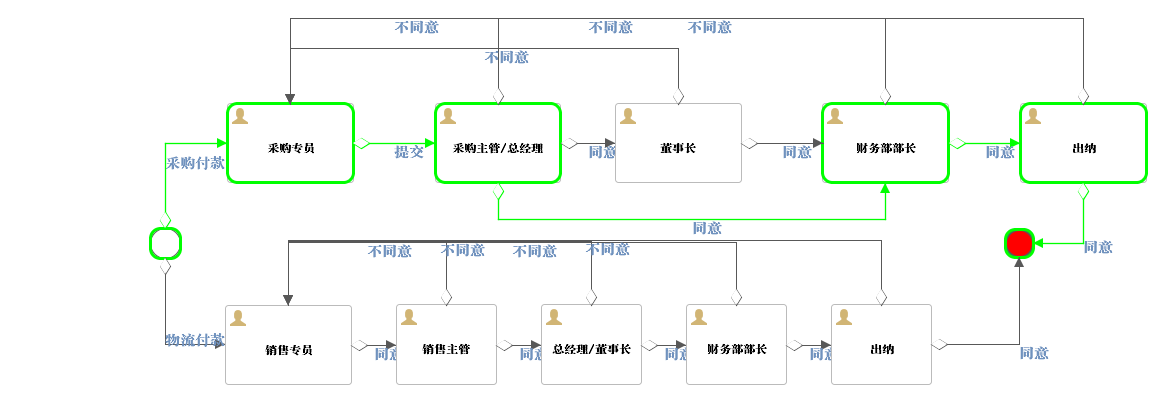 不同意
不同意
不同意
不同意
采购专员
采购主管/总经理
董事长
财务部部长
出纳
提交
同意
同意
同意
采购付款
同意
同意
不同意
不同意
不同意
不同意
物流付款
销售专员
销售主管
总经理/董事长
财务部部长
出纳
同意
同意
同意
同意
同意